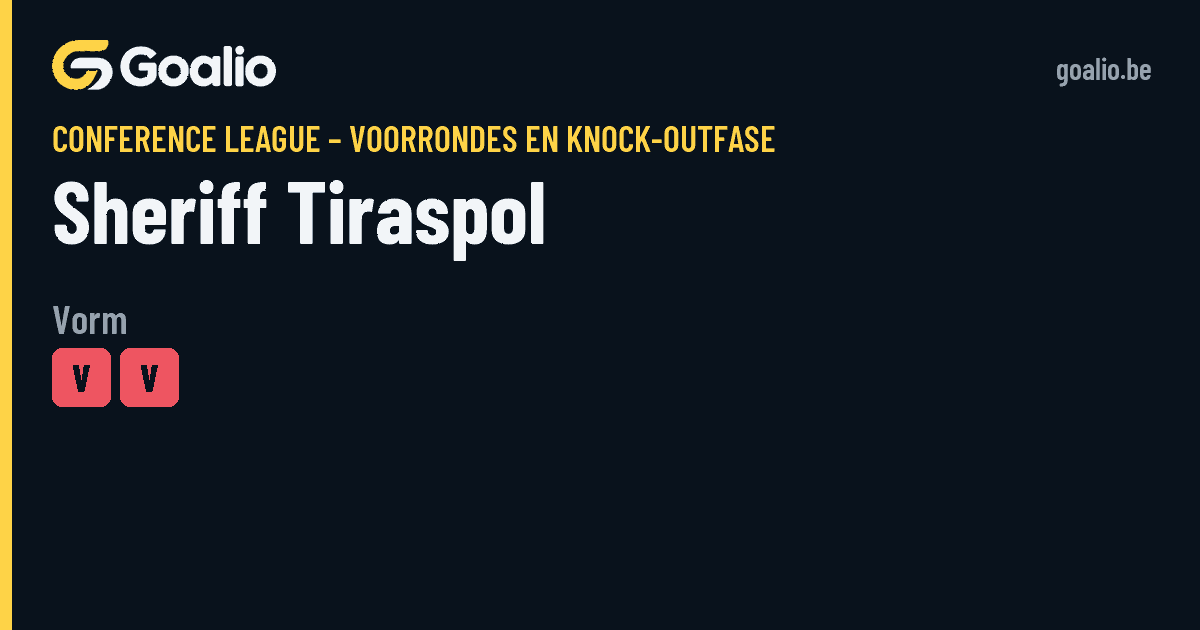 Goalio
goalio.be
CONFERENCE LEAGUE – VOORRONDES EN KNOCK-OUTFASE
Sheriff Tiraspol
Vorm
V V